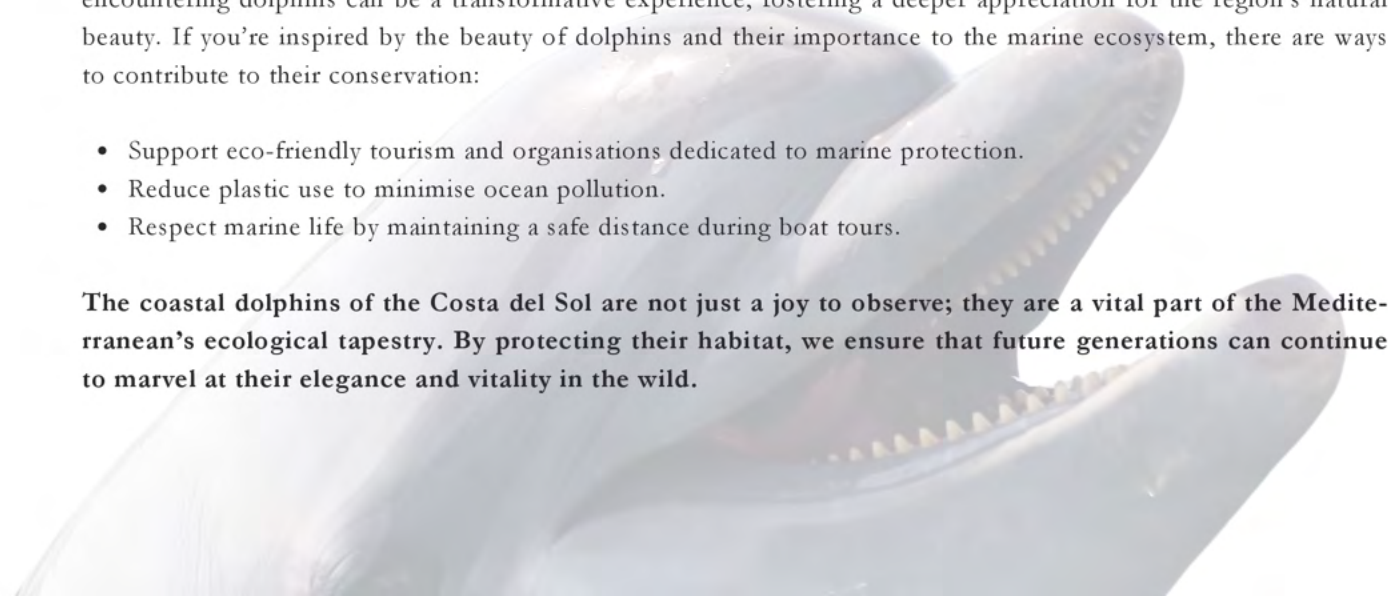 encountering dolphins can be a transformative experience, fostering a deeper appreciation for the region's natural
beauty. If you're inspired by the beauty of dolphins and their importance to the marine ecosystem, there are ways
to contribute to their conservation:
• Support eco-friendly tourism and organisations dedicated to marine protection.
• Reduce plastic use to minimise ocean pollution.
• Respect marine life by maintaining a safe distance during boat tours.
The coastal dolphins of the Costa del Sol are not just a joy to observe; they are a vital part of the Medite-
rranean’s ecological tapestry. By protecting their habitat, we ensure that future generations can continue
to marvel at their elegance and vitality in the wild.